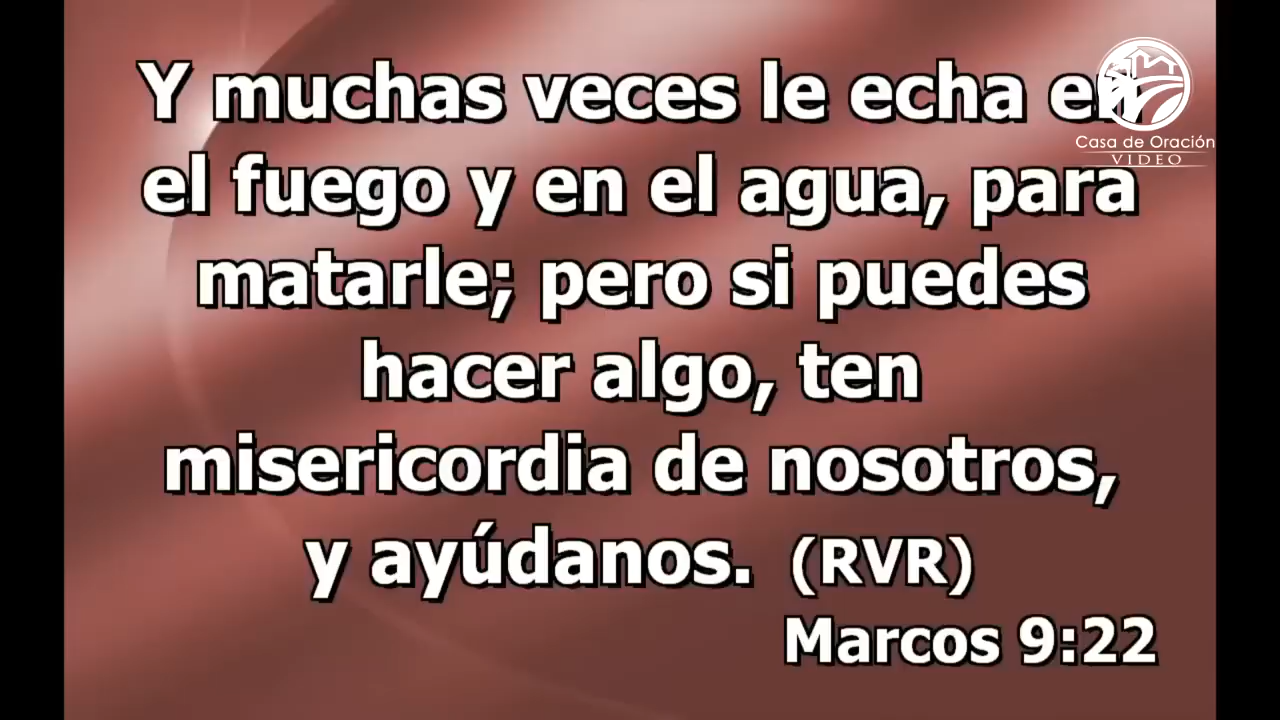 Y muchas veces le echa en
el fuego y en el agua, para
matarle; pero si puedes
hacer algo, ten
misericordia de nosotros,
y ayúdanos. (RVR)
Marcos 9:22
Casa de Oración
VIDEO